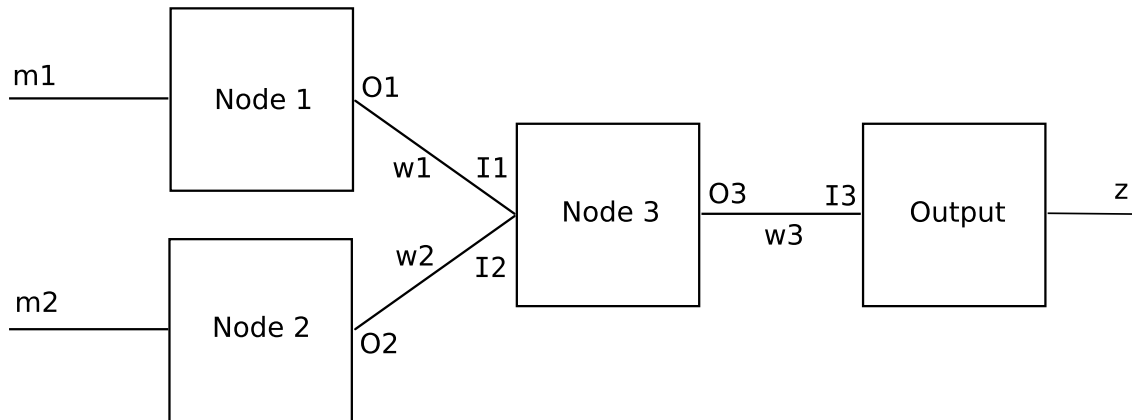 m1
Node 1
O1
w1
I1
m2
Node 2
O2
w2
I2
Node 3
O3
w3
I3
Output
z